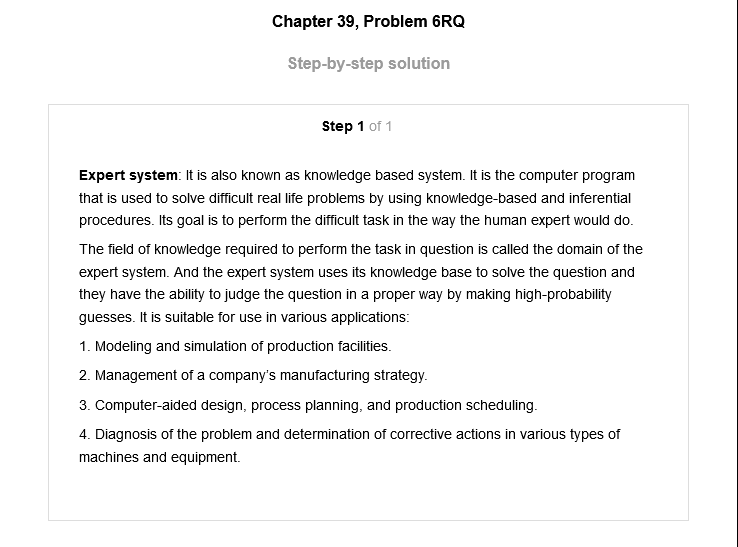 Chapter 39, Problem 6RQ
Step-by-step solution
Step 1 of 1
Expert system: It is also known as knowledge based system. It is the computer program
that is used to solve difficult real life problems by using knowledge-based and inferential
procedures. Its goal is to perform the difficult task in the way the human expert would do.
The field of knowledge required to perform the task in question is called the domain of the
expert system. And the expert system uses its knowledge base to solve the question and
they have the ability to judge the question in a proper way by making high-probability
guesses. It is suitable for use in various applications:
1. Modeling and simulation of production facilities.
2. Management of a company's manufacturing strategy.
3. Computer-aided design, process planning, and production scheduling.
4. Diagnosis of the problem and determination of corrective actions in various types of
machines and equipment.